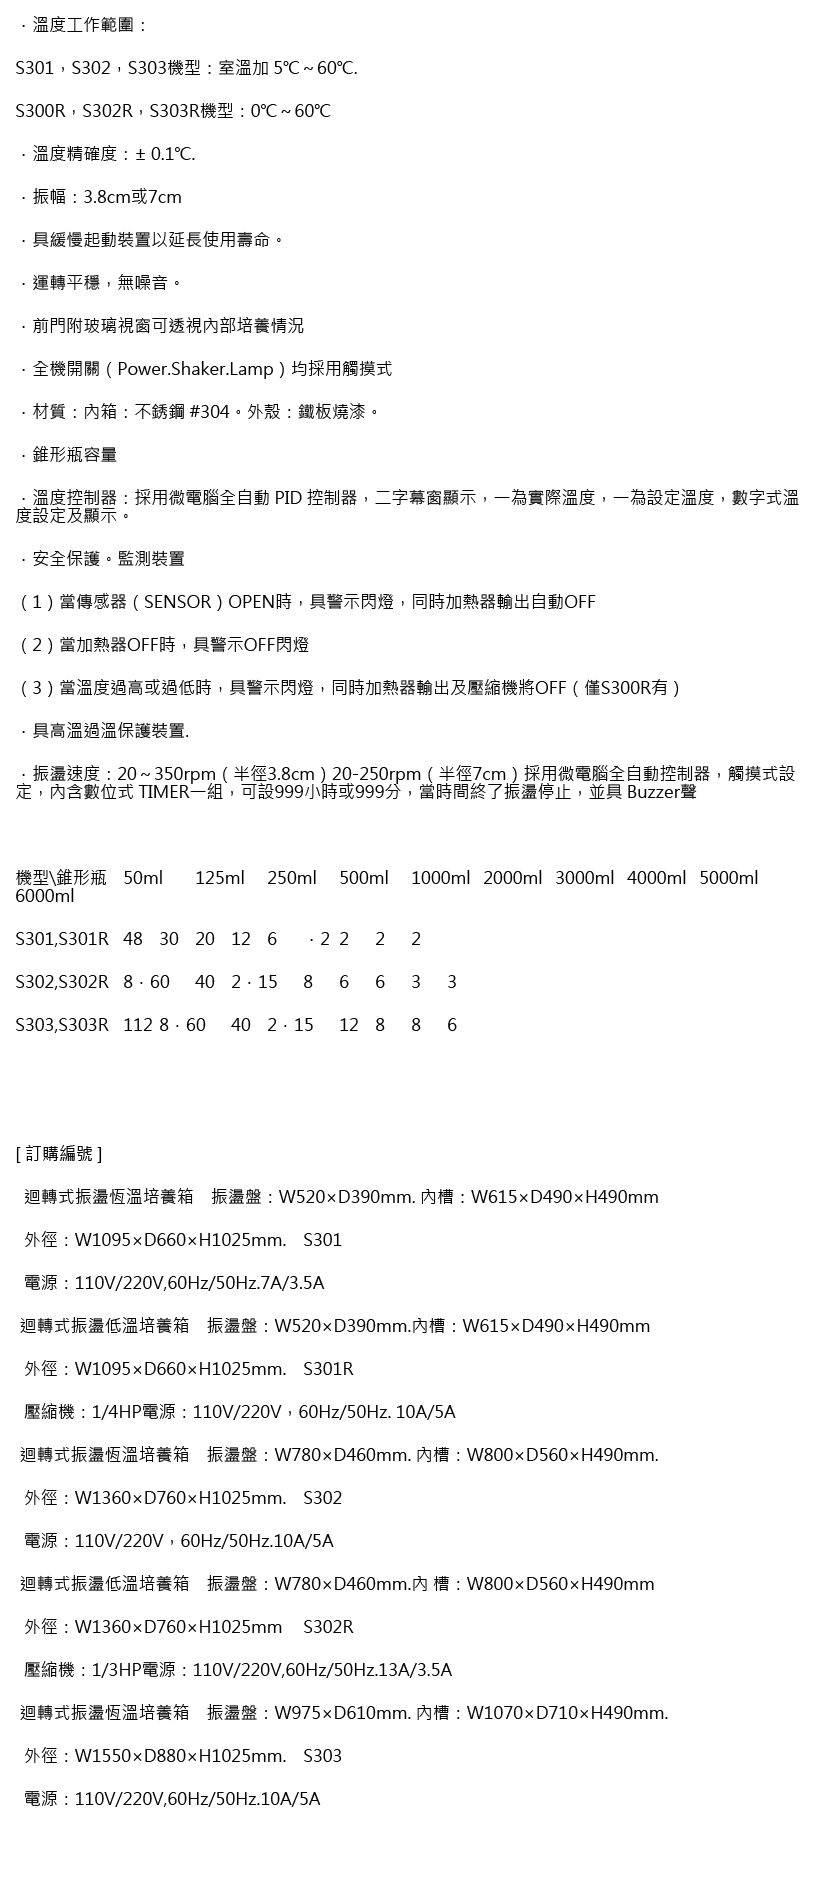 ．溫度工作範圍：
S301，S302，S303機型：室溫加 5℃～60℃.
S300R，S302R，S303R機型：0℃～60℃
．溫度精確度：± 0.1℃.
．振幅：3.8cm或7cm
．具緩慢起動裝置以延長使用壽命。
．運轉平穩，無噪音。
．前門附玻璃視窗可透視內部培養情況
．全機開關（Power.Shaker.Lamp）均採用觸摸式
．材質：內箱：不銹鋼 #304。外殼：鐵板燒漆。
．錐形瓶容量
．溫度控制器：採用微電腦全自動 PID 控制器，二字幕窗顯示，一為實際溫度，一為設定溫度，數字式溫
度設定及顯示。
．安全保護。監測裝置
（1）當傳感器（SENSOR）OPEN時，具警示閃燈，同時加熱器輸出自動OFF
（2）當加熱器OFF時，具警示OFF閃燈
（3）當溫度過高或過低時，具警示閃燈，同時加熱器輸出及壓縮機將OFF（僅S300R有）
．具高溫過溫保護裝置.
．振盪速度：20～350rpm（半徑3.8cm）20-250rpm（半徑7cm）採用微電腦全自動控制器，觸摸式設
定，內含數位式 TIMER一組，可設999小時或999分，當時間終了振盪停止，並具 Buzzer聲
機型\錐形瓶 50ml 125ml 250ml 500ml 1000ml 2000ml 3000ml 4000ml 5000ml
6000ml
S301,S301R 48 30 20 12 6 ．2 2 2 2
S302,S302R 8．60 40 2．15 8 6 6 3 3
S303,S303R 112 8．60 40 2．15 12 8 8 6
[ 訂購編號 ]
迴轉式振盪恆溫培養箱 振盪盤：W520×D390mm. 內槽：W615×D490×H490mm
外徑：W1095×D660×H1025mm. S301
電源：110V/220V,60Hz/50Hz.7A/3.5A
迴轉式振盪低溫培養箱 振盪盤：W520×D390mm.內槽：W615×D490×H490mm
外徑：W1095×D660×H1025mm. S301R
壓縮機：1/4HP電源：110V/220V，60Hz/50Hz. 10A/5A
迴轉式振盪恆溫培養箱 振盪盤：W780×D460mm. 內槽：W800×D560×H490mm.
外徑：W1360×D760×H1025mm. S302
電源：110V/220V，60Hz/50Hz.10A/5A
迴轉式振盪低溫培養箱 振盪盤：W780×D460mm.內 槽：W800×D560×H490mm
外徑：W1360×D760×H1025mm S302R
壓縮機：1/3HP電源：110V/220V,60Hz/50Hz.13A/3.5A
迴轉式振盪恆溫培養箱 振盪盤：W975×D610mm. 內槽：W1070×D710×H490mm.
外徑：W1550×D880×H1025mm. S303
電源：110V/220V,60Hz/50Hz.10A/5A